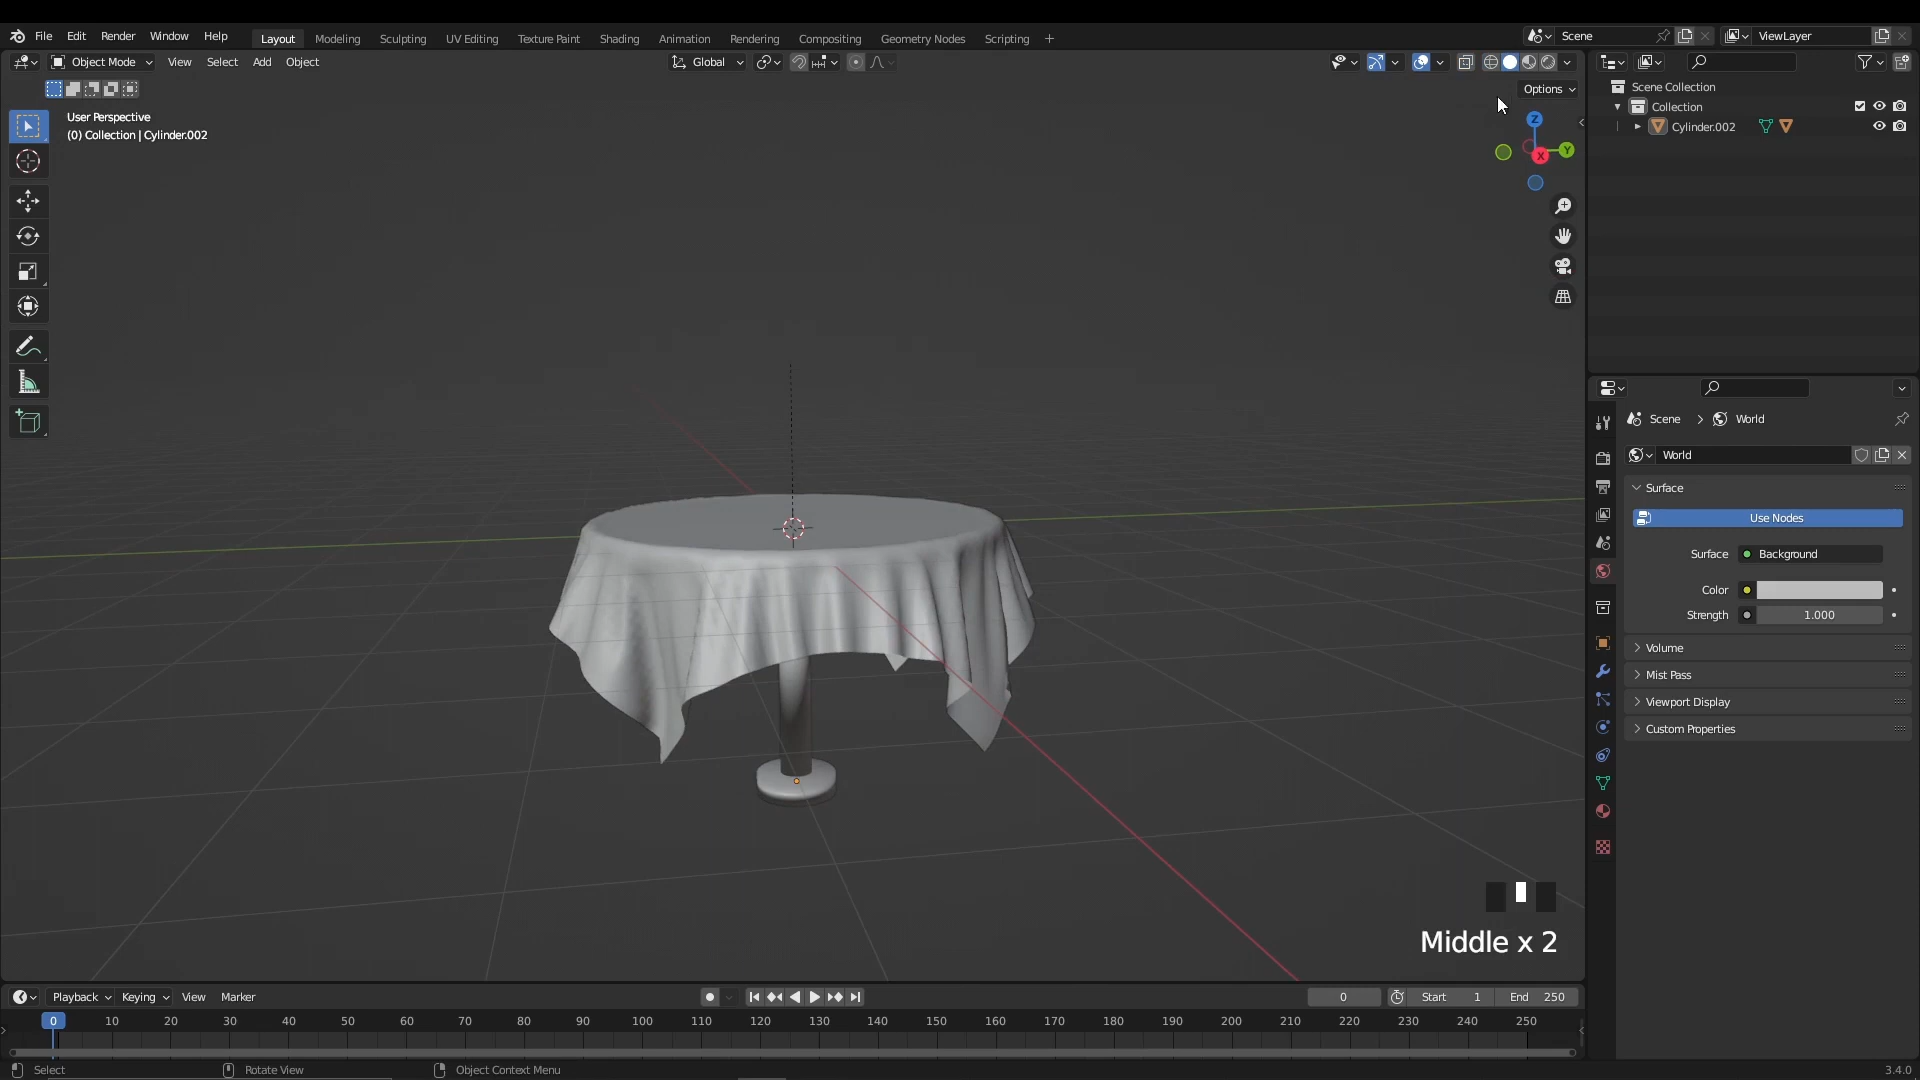 File Edit Render Window Help Layout Modeling Sculpting UV Editing Texture Paint Shading Animation Rendering Compositing Geometry Nodes Scripting + Scene ViewLayer
Object Mode View Select Add Object Global
Options
User Perspective
(0) Collection | Cylinder.002
Z
Y
X
Scene Collection
Collection
Cylinder.002
Scene > World
World
Surface
Use Nodes
Surface Background
Color
Strength 1.000
Volume
Mist Pass
Viewport Display
Custom Properties
Middle x 2
Playback Keying View Marker 0 Start 1 End 250
0 10 20 30 40 50 60 70 80 90 100 110 120 130 140 150 160 170 180 190 200 210 220 230 240 250
Select Rotate View Object Context Menu 3.4.0